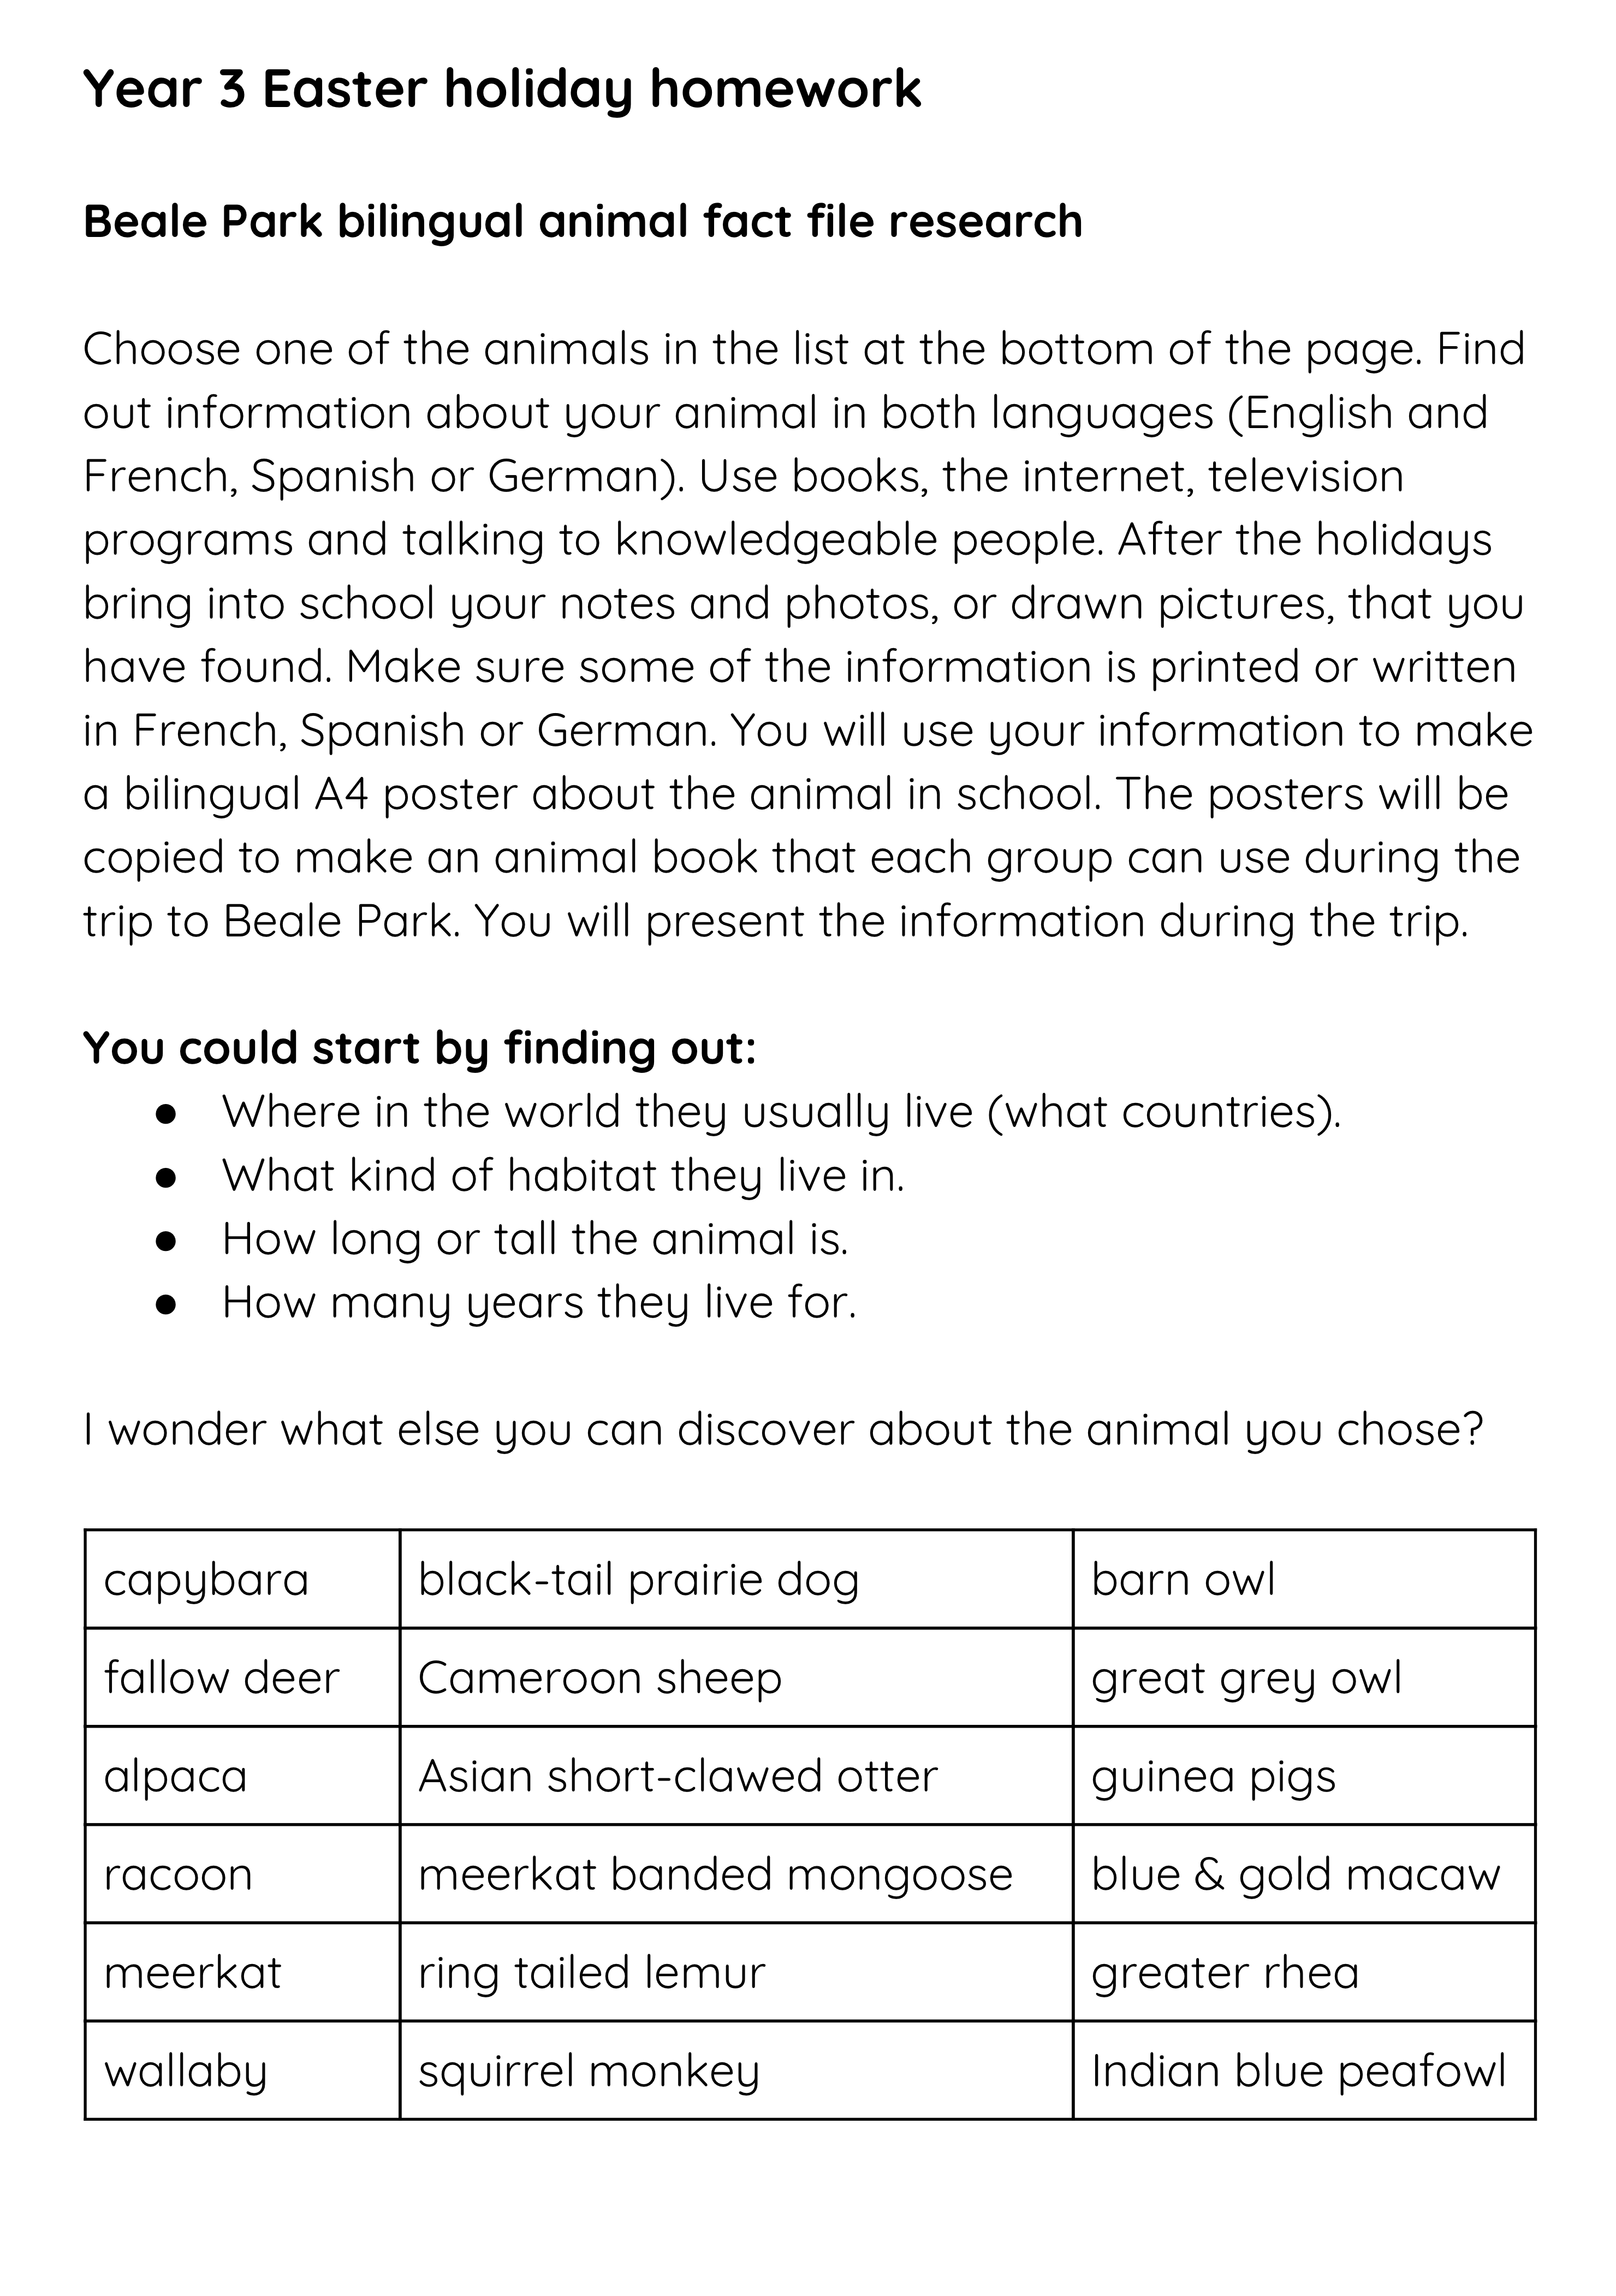 Year 3 Easter holiday homework
Beale Park bilingual animal fact file research
Choose one of the animals in the list at the bottom of the page. Find
out information about your animal in both languages (English and
French, Spanish or German). Use books, the internet, television
programs and talking to knowledgeable people. After the holidays
bring into school your notes and photos, or drawn pictures, that you
have found. Make sure some of the information is printed or written
in French, Spanish or German. You will use your information to make
a bilingual A4 poster about the animal in school. The posters will be
copied to make an animal book that each group can use during the
trip to Beale Park. You will present the information during the trip.
You could start by finding out:
● Where in the world they usually live (what countries).
● What kind of habitat they live in.
● How long or tall the animal is.
● How many years they live for.
I wonder what else you can discover about the animal you chose?
capybara black-tail prairie dog barn owl
fallow deer Cameroon sheep great grey owl
alpaca Asian short-clawed otter guinea pigs
racoon meerkat banded mongoose blue & gold macaw
meerkat ring tailed lemur greater rhea
wallaby squirrel monkey Indian blue peafowl